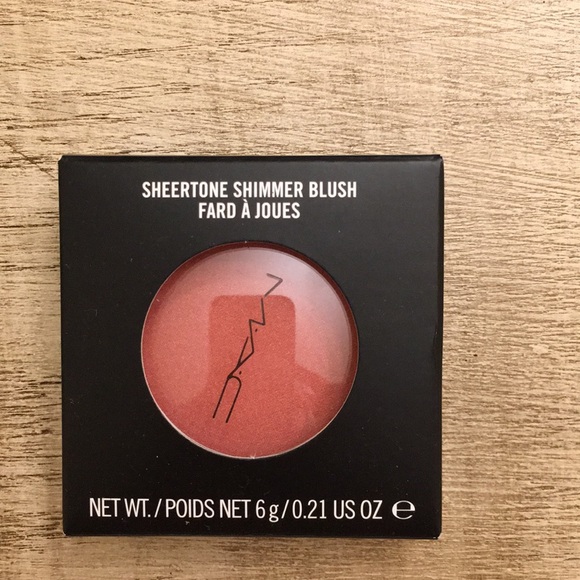 SHEERTONE SHIMMER BLUSH
FARD À JOUES
M·A·C
NET WT./POIDS NET 6 g/0.21 US OZ ℮